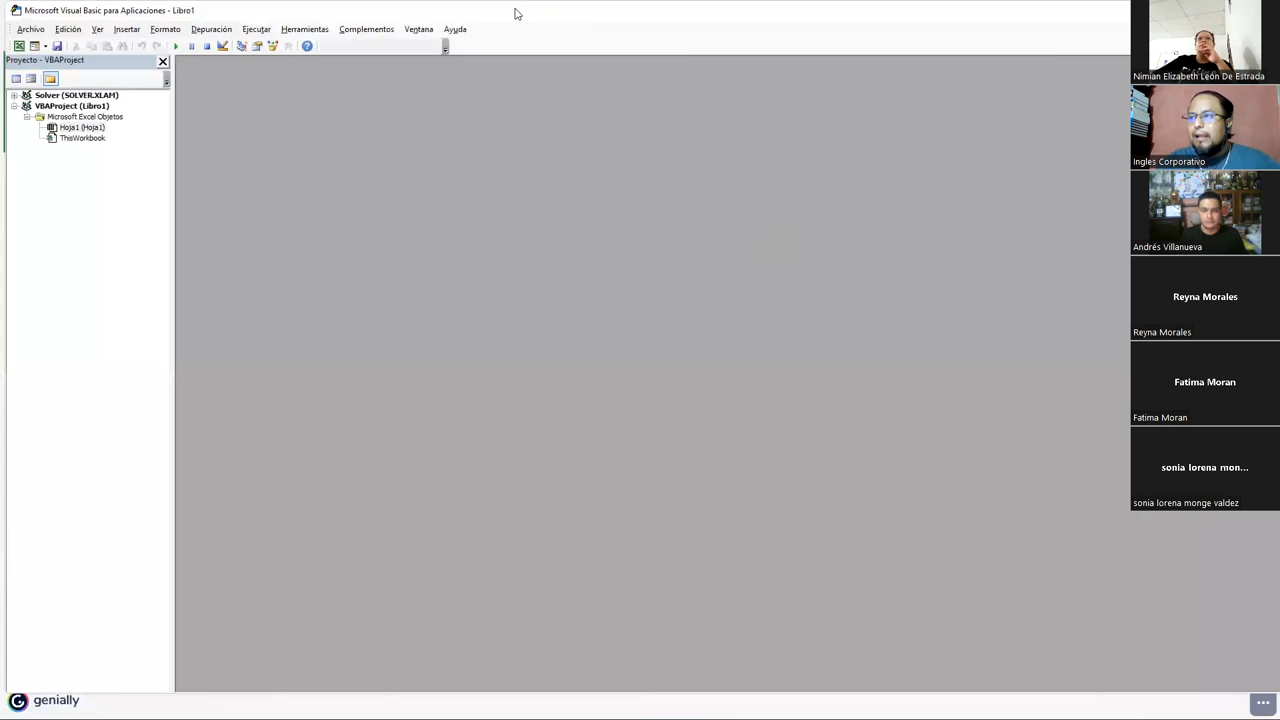 Microsoft Visual Basic para Aplicaciones - Libro1
Archivo Edición Ver Insertar Formato Depuración Ejecutar Herramientas Complementos Ventana Ayuda
Proyecto - VBAProject
Solver (SOLVER.XLAM)
VBAProject (Libro1)
Microsoft Excel Objetos
Hoja1 (Hoja1)
ThisWorkbook
Nimian Elizabeth León De Estrada
Ingles Corporativo
Andrés Villanueva
Reyna Morales
Reyna Morales
Fatima Moran
Fatima Moran
sonia lorena mon...
sonia lorena monge valdez
genially